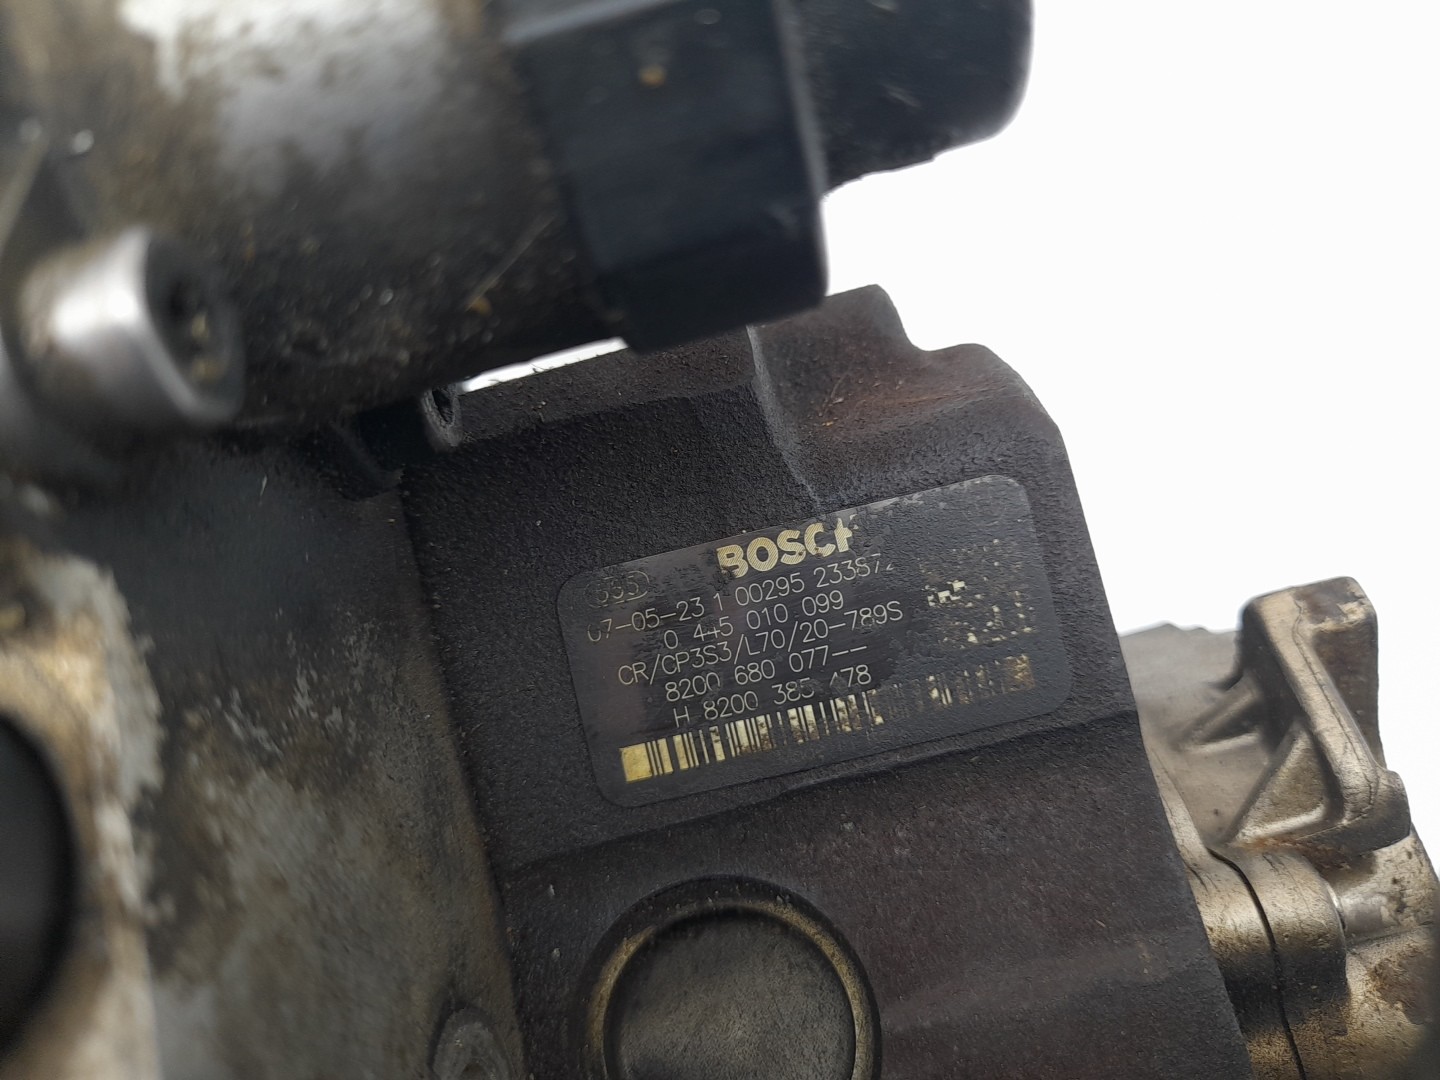 BOSCH
07-05-23 1 00295 233872
0 445 010 099
CR/CP3S3/L70/20-789S
8200 680 077--
H 8200 385 478